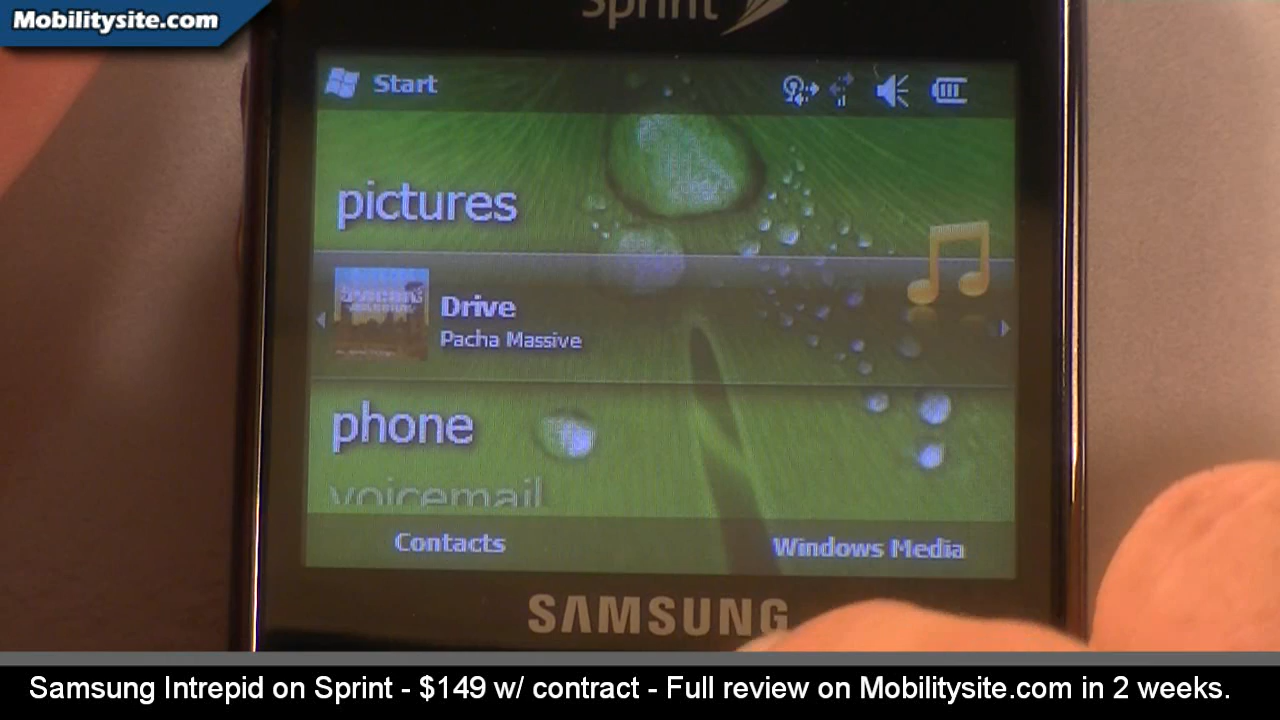 Mobilitysite.com
Sprint
Start
pictures
Drive
Pacha Massive
phone
voicemail
Contacts
Windows Media
SAMSUNG
Samsung Intrepid on Sprint - $149 w/ contract - Full review on Mobilitysite.com in 2 weeks.